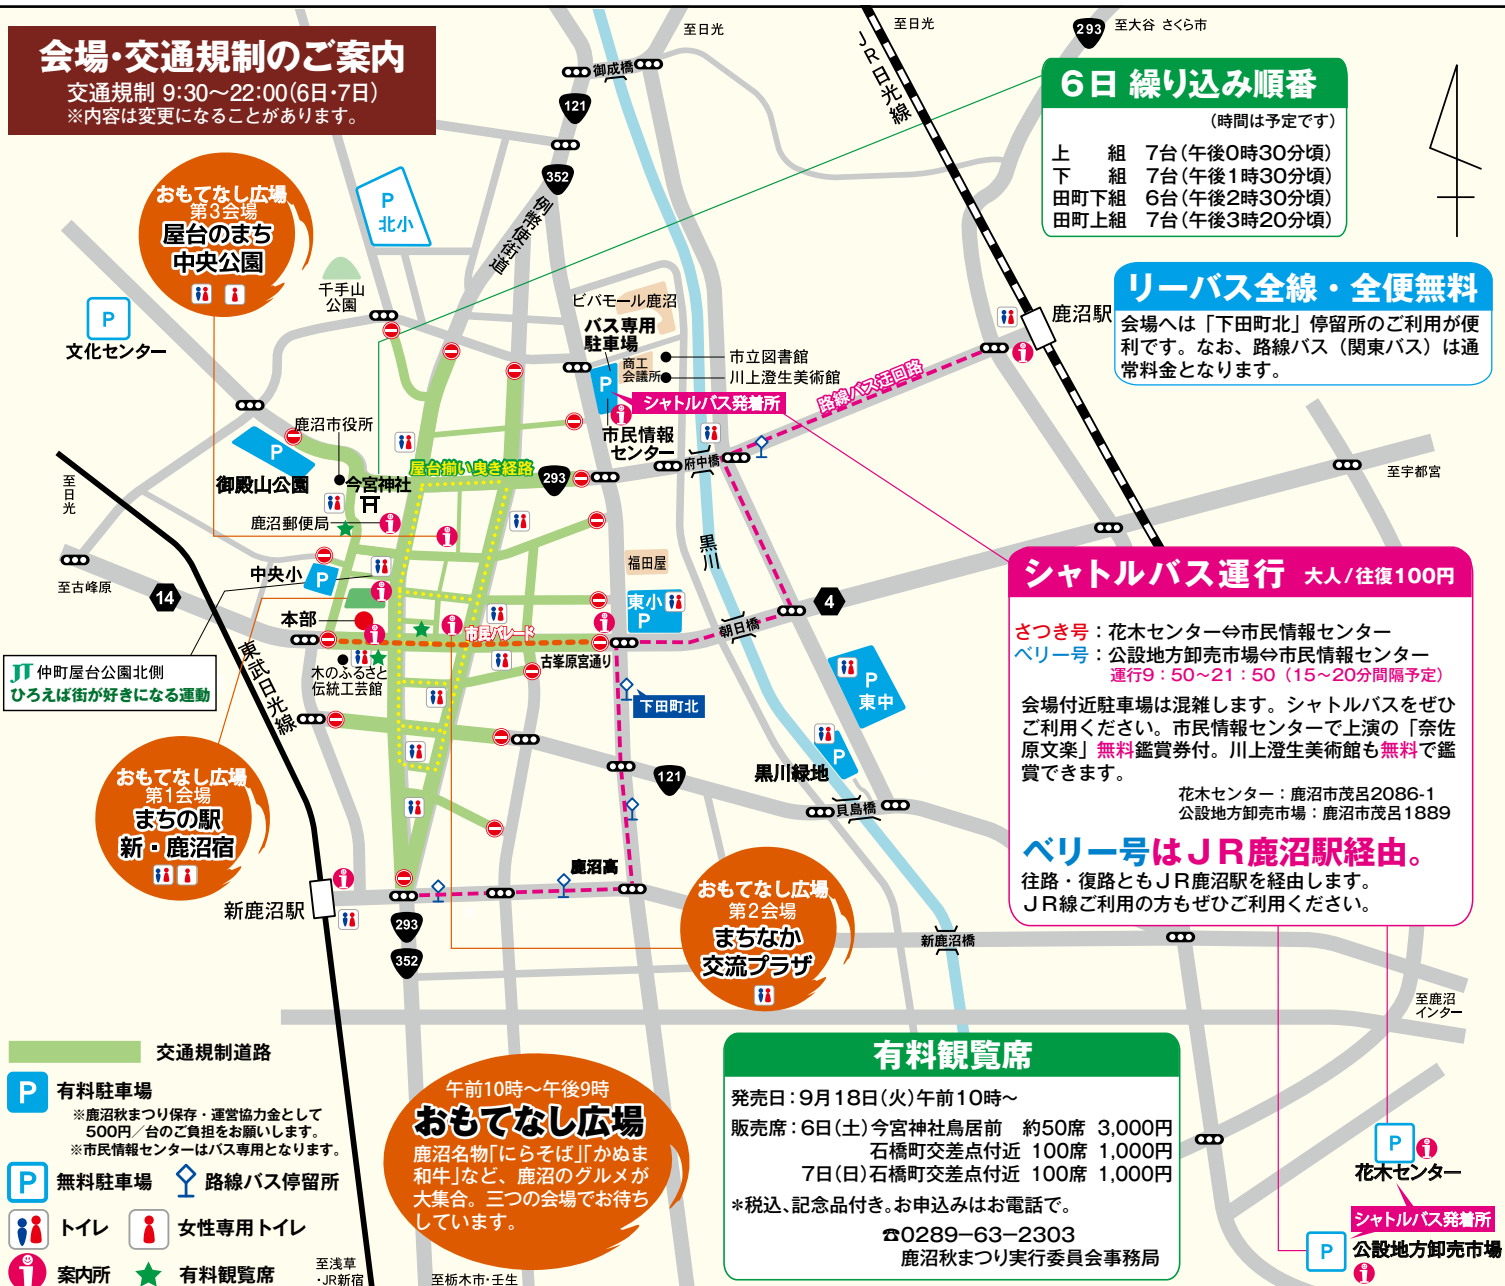 会場・交通規制のご案内
交通規制 9:30〜22:00(6日・7日)
※内容は変更になることがあります。
至日光
至日光
293
至大谷 さくら市
御成橋
JR日光線
121
352
例幣使街道
6日 繰り込み順番
(時間は予定です)
上 組 7台(午後0時30分頃)
下 組 7台(午後1時30分頃)
田町下組 6台(午後2時30分頃)
田町上組 7台(午後3時20分頃)
おもてなし広場
第3会場
屋台のまち
中央公園
P
北小
千手山
公園
P
文化センター
リーバス全線・全便無料
会場へは「下田町北」停留所のご利用が便
利です。なお、路線バス（関東バス）は通
常料金となります。
鹿沼駅
ビバモール鹿沼
バス専用
駐車場
商工
会議所
市立図書館
川上澄生美術館
P
シャトルバス発着所
路線バス迂回路
市民情報
センター
鹿沼市役所
P
御殿山公園
今宮神社
屋台揃い曳き経路
293
府中橋
至宇都宮
至日光
鹿沼郵便局
黒川
福田屋
至古峰原
14
中央小
P
本部
東小
P
市民パレード
古峯原宮通り
朝日橋
4
JT 仲町屋台公園北側
ひろえば街が好きになる運動
東武日光線
木のふるさと
伝統工芸館
下田町北
P
東中
シャトルバス運行 大人/往復100円
さつき号：花木センター⇔市民情報センター
ベリー号：公設地方卸売市場⇔市民情報センター
運行9：50〜21：50（15〜20分間隔予定）
会場付近駐車場は混雑します。シャトルバスをぜひ
ご利用ください。市民情報センターで上演の「奈佐
原文楽」無料鑑賞券付。川上澄生美術館も無料で鑑
賞できます。
花木センター：鹿沼市茂呂2086-1
公設地方卸売市場：鹿沼市茂呂1889
ベリー号はJR鹿沼駅経由。
往路・復路ともJR鹿沼駅を経由します。
JR線ご利用の方もぜひご利用ください。
P
黒川緑地
121
貝島橋
おもてなし広場
第1会場
まちの駅
新・鹿沼宿
鹿沼高
新鹿沼駅
293
352
おもてなし広場
第2会場
まちなか
交流プラザ
新鹿沼橋
至鹿沼
インター
交通規制道路
P 有料駐車場
※鹿沼秋まつり保存・運営協力金として
500円／台のご負担をお願いします。
※市民情報センターはバス専用となります。
P 無料駐車場 路線バス停留所
トイレ 女性専用トイレ
案内所 有料観覧席
至浅草
・JR新宿
至栃木市・壬生
午前10時〜午後9時
おもてなし広場
鹿沼名物「にらそば」「かぬま
和牛」など、鹿沼のグルメが
大集合。三つの会場でお待ち
しています。
有料観覧席
発売日：9月18日(火)午前10時〜
販売席：6日(土)今宮神社鳥居前 約50席 3,000円
石橋町交差点付近 100席 1,000円
7日(日)石橋町交差点付近 100席 1,000円
*税込、記念品付き。お申込みはお電話で。
☎0289−63−2303
鹿沼秋まつり実行委員会事務局
P
花木センター
シャトルバス発着所
P 公設地方卸売市場